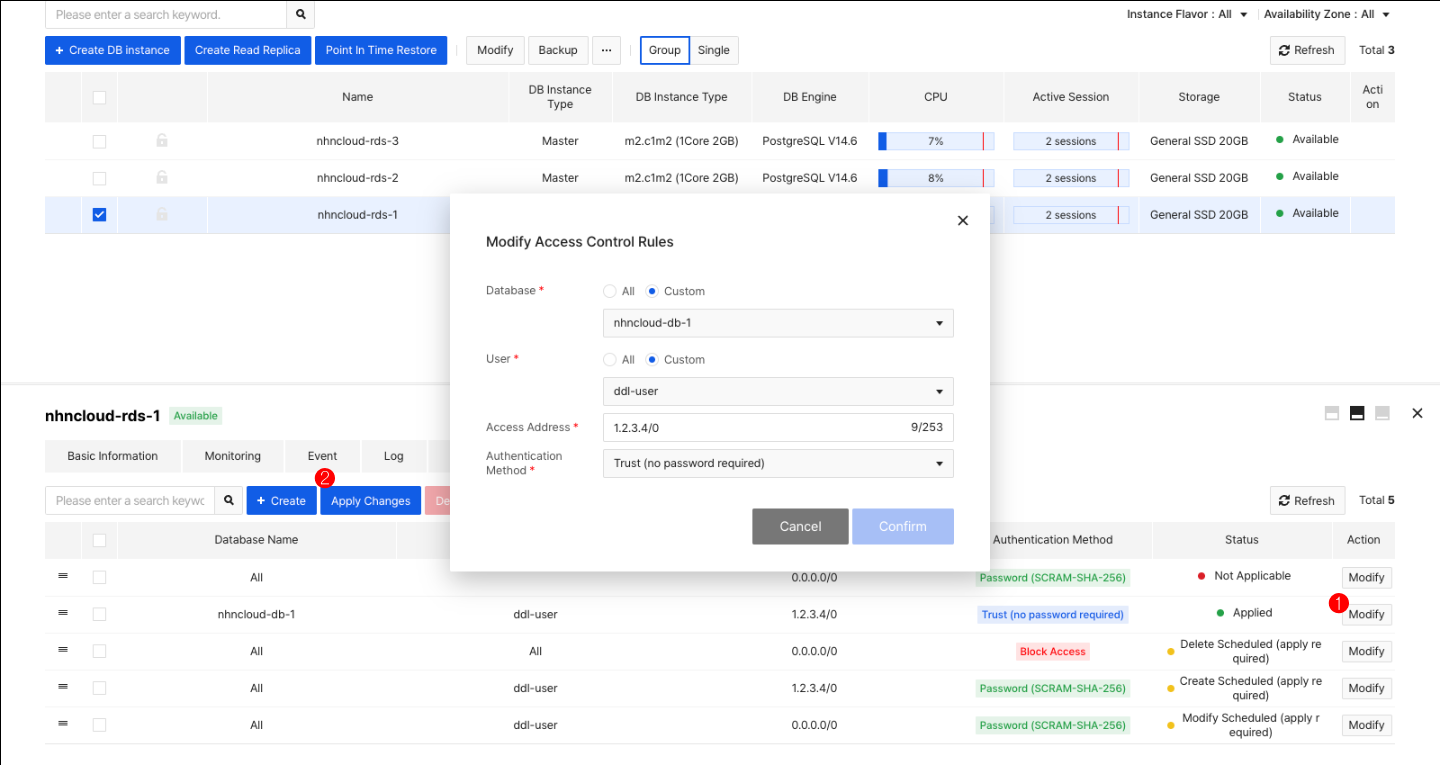 Please enter a search keyword.
Instance Flavor : All
Availability Zone : All
+ Create DB instance
Create Read Replica
Point In Time Restore
Modify
Backup
...
Group
Single
Refresh
Total 3
Name
DB Instance
Type
DB Instance Type
DB Engine
CPU
Active Session
Storage
Status
Acti
on
nhncloud-rds-3
Master
m2.c1m2 (1Core 2GB)
PostgreSQL V14.6
7%
2 sessions
General SSD 20GB
Available
nhncloud-rds-2
Master
m2.c1m2 (1Core 2GB)
PostgreSQL V14.6
8%
2 sessions
General SSD 20GB
Available
nhncloud-rds-1
2 sessions
General SSD 20GB
Available
Modify Access Control Rules
Database *
All
Custom
nhncloud-db-1
User *
All
Custom
ddl-user
Access Address *
1.2.3.4/0
9/253
Authentication
Method *
Trust (no password required)
Cancel
Confirm
nhncloud-rds-1
Available
Basic Information
Monitoring
Event
Log
2
Please enter a search keywc
+ Create
Apply Changes
De
Refresh
Total 5
Database Name
Authentication Method
Status
Action
All
0.0.0.0/0
Password (SCRAM-SHA-256)
Not Applicable
Modify
nhncloud-db-1
ddl-user
1.2.3.4/0
Trust (no password required)
Applied
1
Modify
All
All
0.0.0.0/0
Block Access
Delete Scheduled (apply re
quired)
Modify
All
ddl-user
1.2.3.4/0
Password (SCRAM-SHA-256)
Create Scheduled (apply re
quired)
Modify
All
ddl-user
0.0.0.0/0
Password (SCRAM-SHA-256)
Modify Scheduled (apply r
equired)
Modify